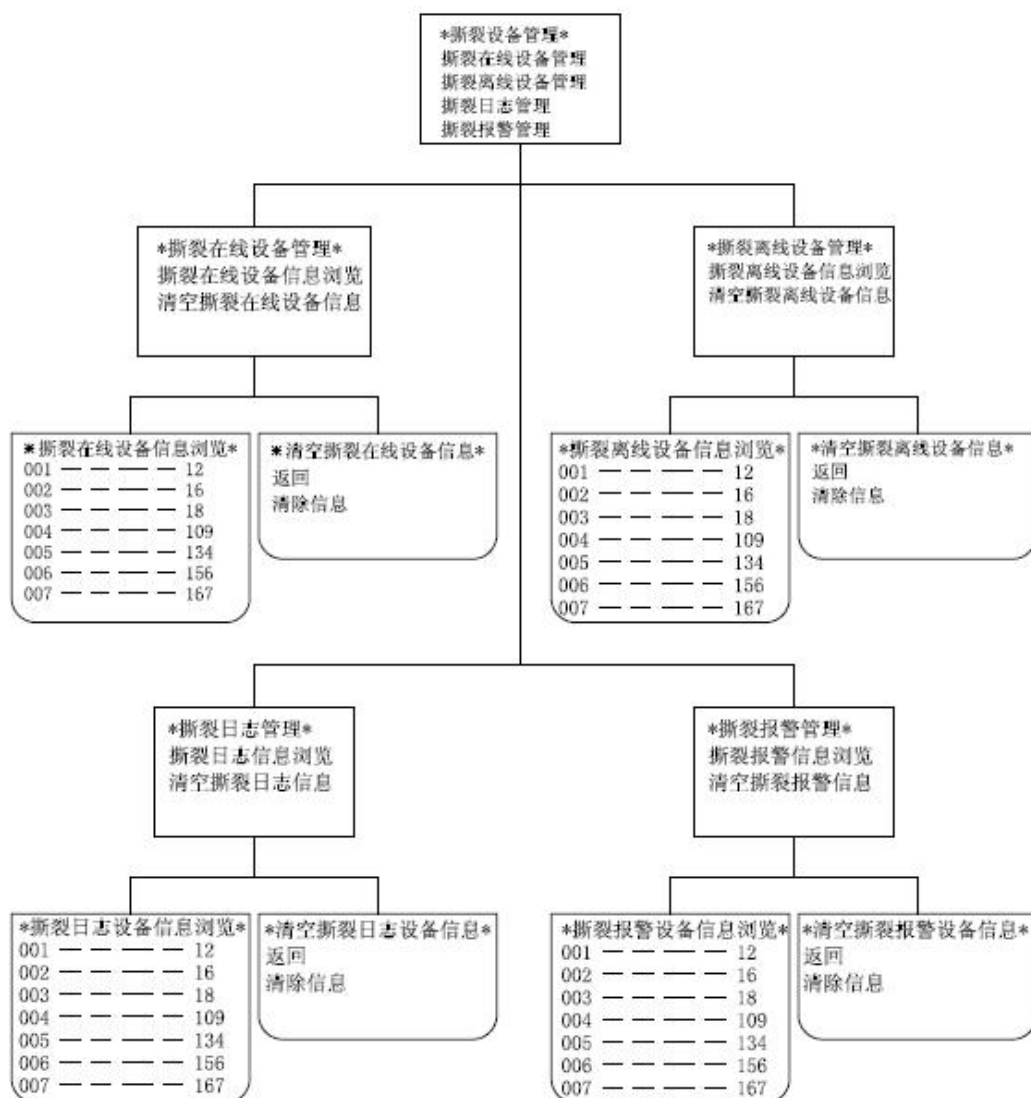 *撕裂设备管理*
撕裂在线设备管理
撕裂离线设备管理
撕裂日志管理
撕裂报警管理
*撕裂在线设备管理*
撕裂在线设备信息浏览
清空撕裂在线设备信息
*撕裂离线设备管理*
撕裂离线设备信息浏览
清空撕裂离线设备信息
*撕裂在线设备信息浏览*
001 — — — — 12
002 — — — — 16
003 — — — — 18
004 — — — — 109
005 — — — — 134
006 — — — — 156
007 — — — — 167
*清空撕裂在线设备信息*
返回
清除信息
*撕裂离线设备信息浏览*
001 — — — — 12
002 — — — — 16
003 — — — — 18
004 — — — — 109
005 — — — — 134
006 — — — — 156
007 — — — — 167
*清空撕裂离线设备信息*
返回
清除信息
*撕裂日志管理*
撕裂日志信息浏览
清空撕裂日志信息
*撕裂报警管理*
撕裂报警信息浏览
清空撕裂报警信息
*撕裂日志设备信息浏览*
001 — — — — 12
002 — — — — 16
003 — — — — 18
004 — — — — 109
005 — — — — 134
006 — — — — 156
007 — — — — 167
*清空撕裂日志设备信息*
返回
清除信息
*撕裂报警设备信息浏览*
001 — — — — 12
002 — — — — 16
003 — — — — 18
004 — — — — 109
005 — — — — 134
006 — — — — 156
007 — — — — 167
*清空撕裂报警设备信息*
返回
清除信息